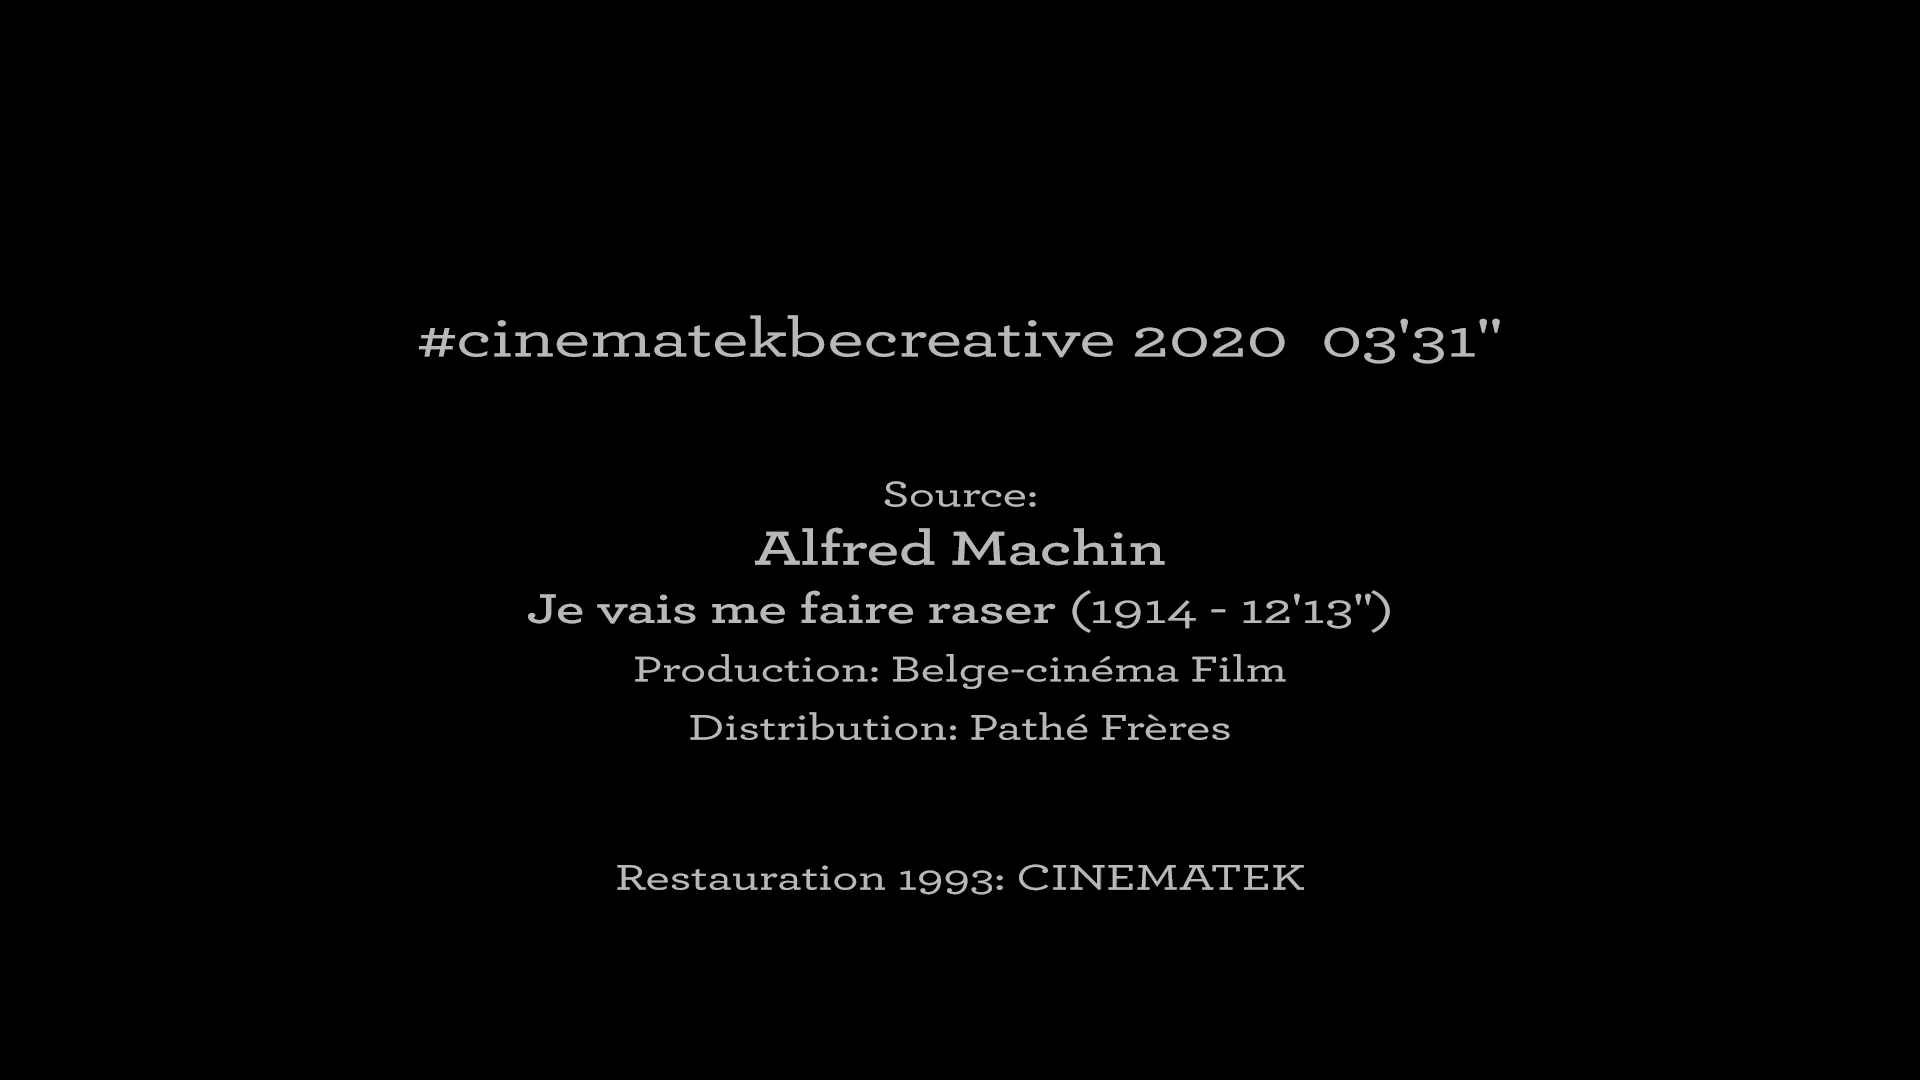 #cinematekbecreative 2020  03'31"
Source:
Alfred Machin
Je vais me faire raser (1914 - 12'13")
Production: Belge-cinéma Film
Distribution: Pathé Frères
Restauration 1993: CINEMATEK